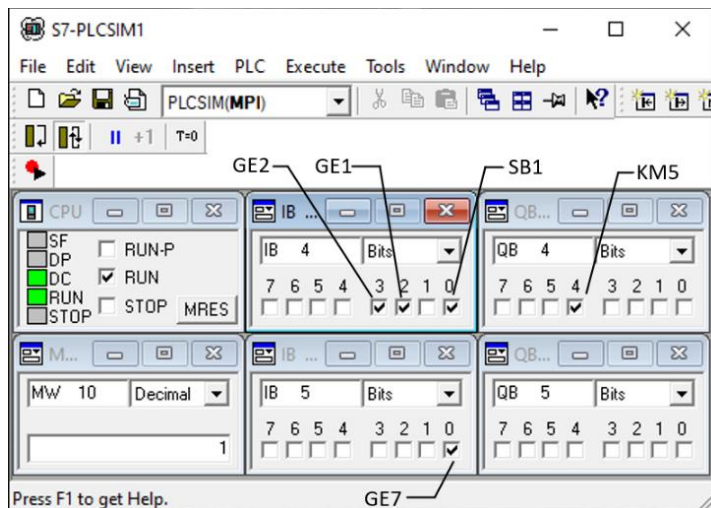 S7-PLCSIM1
File Edit View Insert PLC Execute Tools Window Help
PLCSIM(MPI)
+1 T=0
GE2 GE1 SB1 KM5
CPU IB ... QB...
SF
DP
DC
RUN
STOP
RUN-P
RUN
STOP MRES
IB 4 Bits
7 6 5 4 3 2 1 0
QB 4 Bits
7 6 5 4 3 2 1 0
M... IB ... QB...
MW 10 Decimal
1
IB 5 Bits
7 6 5 4 3 2 1 0
QB 5 Bits
7 6 5 4 3 2 1 0
Press F1 to get Help.
GE7